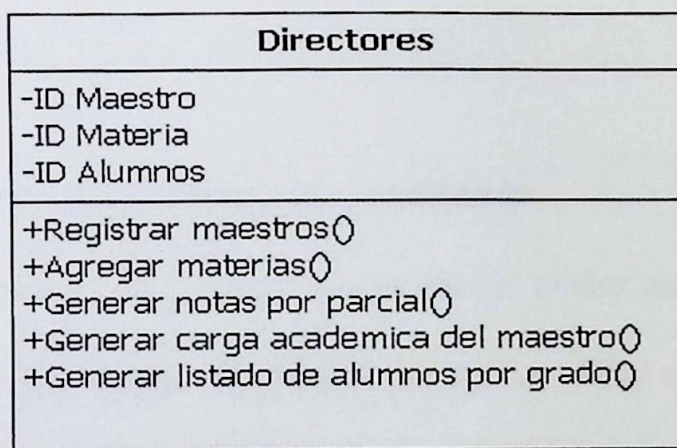 Directores
-ID Maestro
-ID Materia
-ID Alumnos
+Registrar maestros()
+Agregar materias()
+Generar notas por parcial()
+Generar carga academica del maestro()
+Generar listado de alumnos por grado()